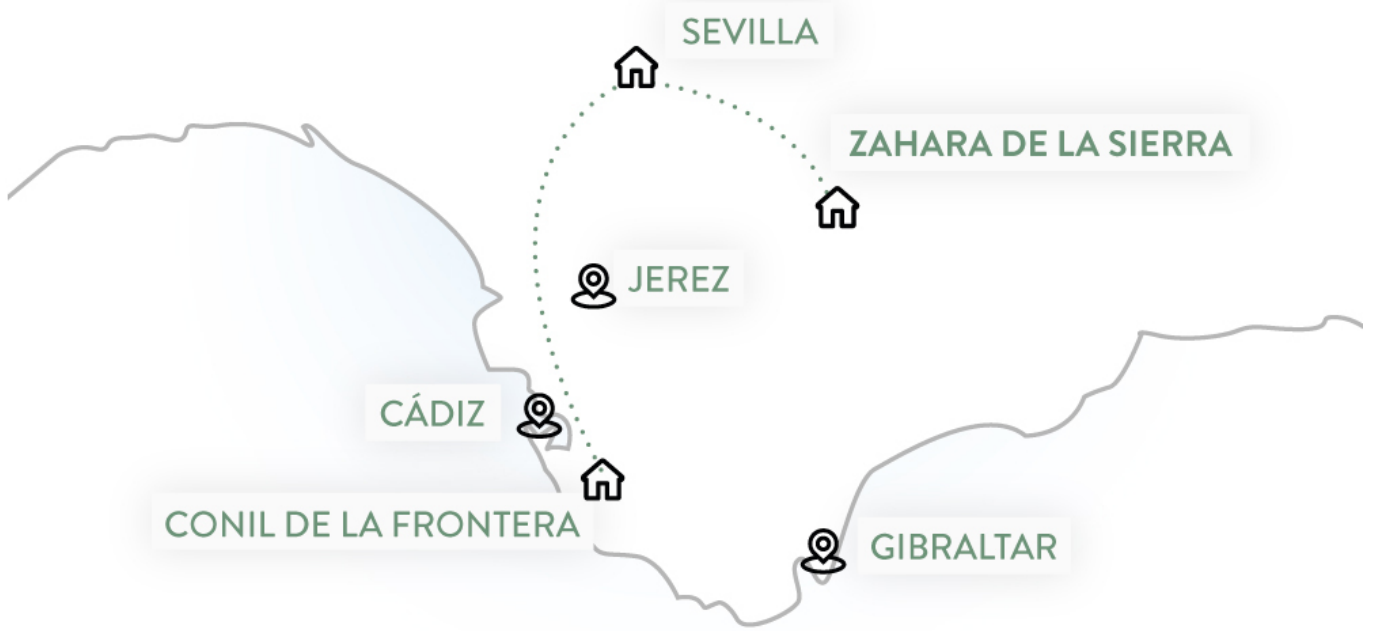 SEVILLA
ZAHARA DE LA SIERRA
JEREZ
CÁDIZ
CONIL DE LA FRONTERA
GIBRALTAR